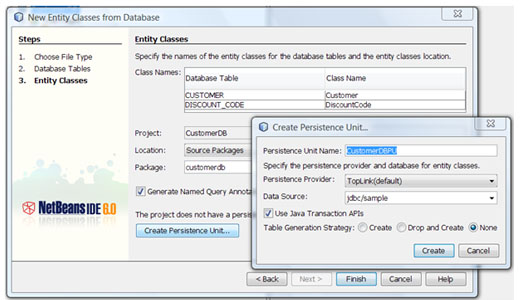 New Entity Classes from Database
Steps
1. Choose File Type
2. Database Tables
3. Entity Classes
Entity Classes
Specify the names of the entity classes for the database tables and the entity classes location.
Class Names:
Database Table Class Name
CUSTOMER Customer
DISCOUNT_CODE DiscountCode
Project: CustomerDB
Location: Source Packages
Package: customerdb
Generate Named Query Annota
The project does not have a persis
Create Persistence Unit...
NetBeans IDE 6.0
< Back Next > Finish Cancel Help
Create Persistence Unit...
Persistence Unit Name: CustomerDBPU
Specify the persistence provider and database for entity classes.
Persistence Provider: TopLink(default)
Data Source: jdbc/sample
Use Java Transaction APIs
Table Generation Strategy: Create Drop and Create None
Create Cancel